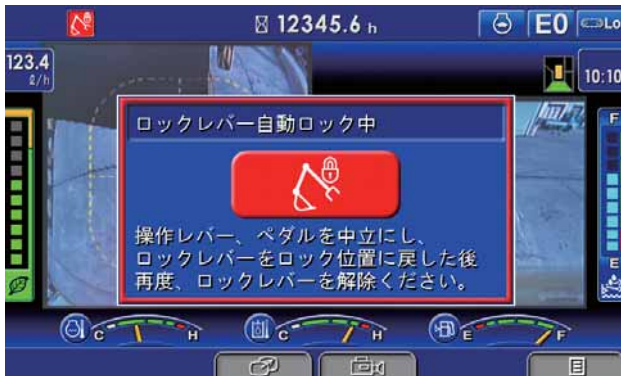 12345.6 h
E0
Lo
123.4
ℓ/h
10:10
ロックレバー自動ロック中
操作レバー、ペダルを中立にし、
ロックレバーをロック位置に戻した後
再度、ロックレバーを解除ください。
F
E
C H
C H
E F